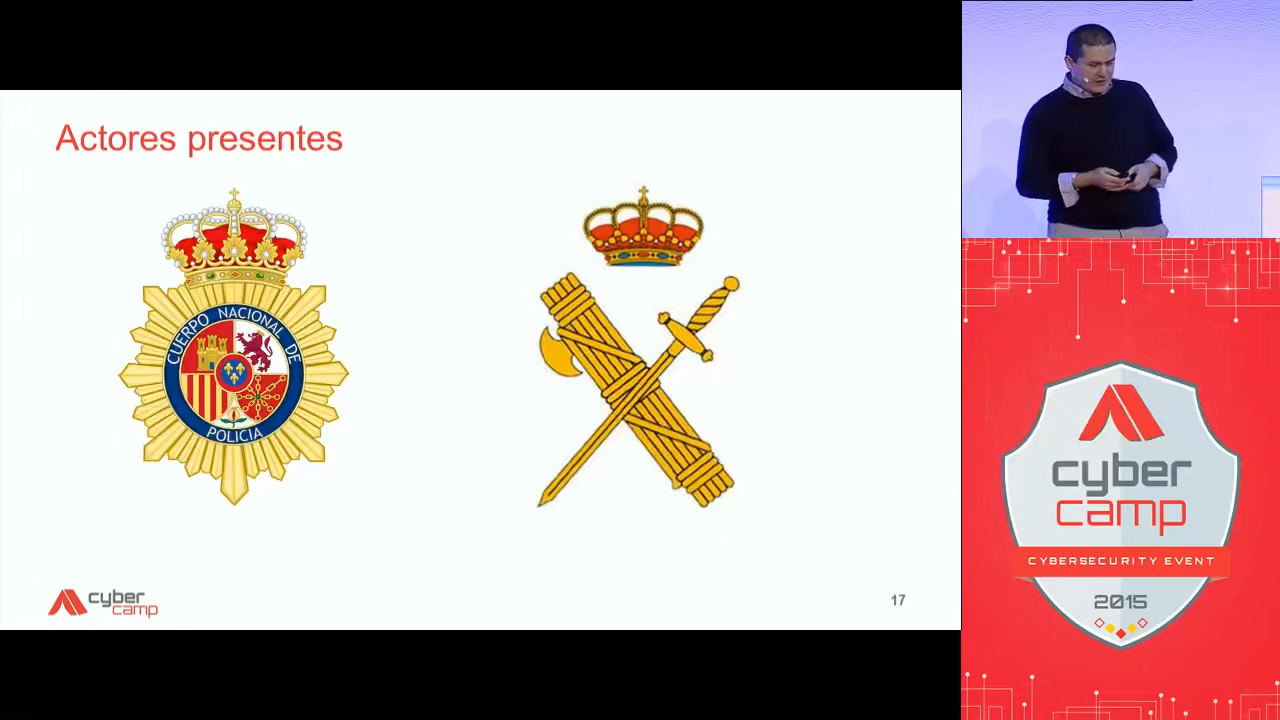 Actores presentes
CUERPO NACIONAL DE
POLICIA
cyber
camp
17
cyber
camp
CYBERSECURITY EVENT
2015